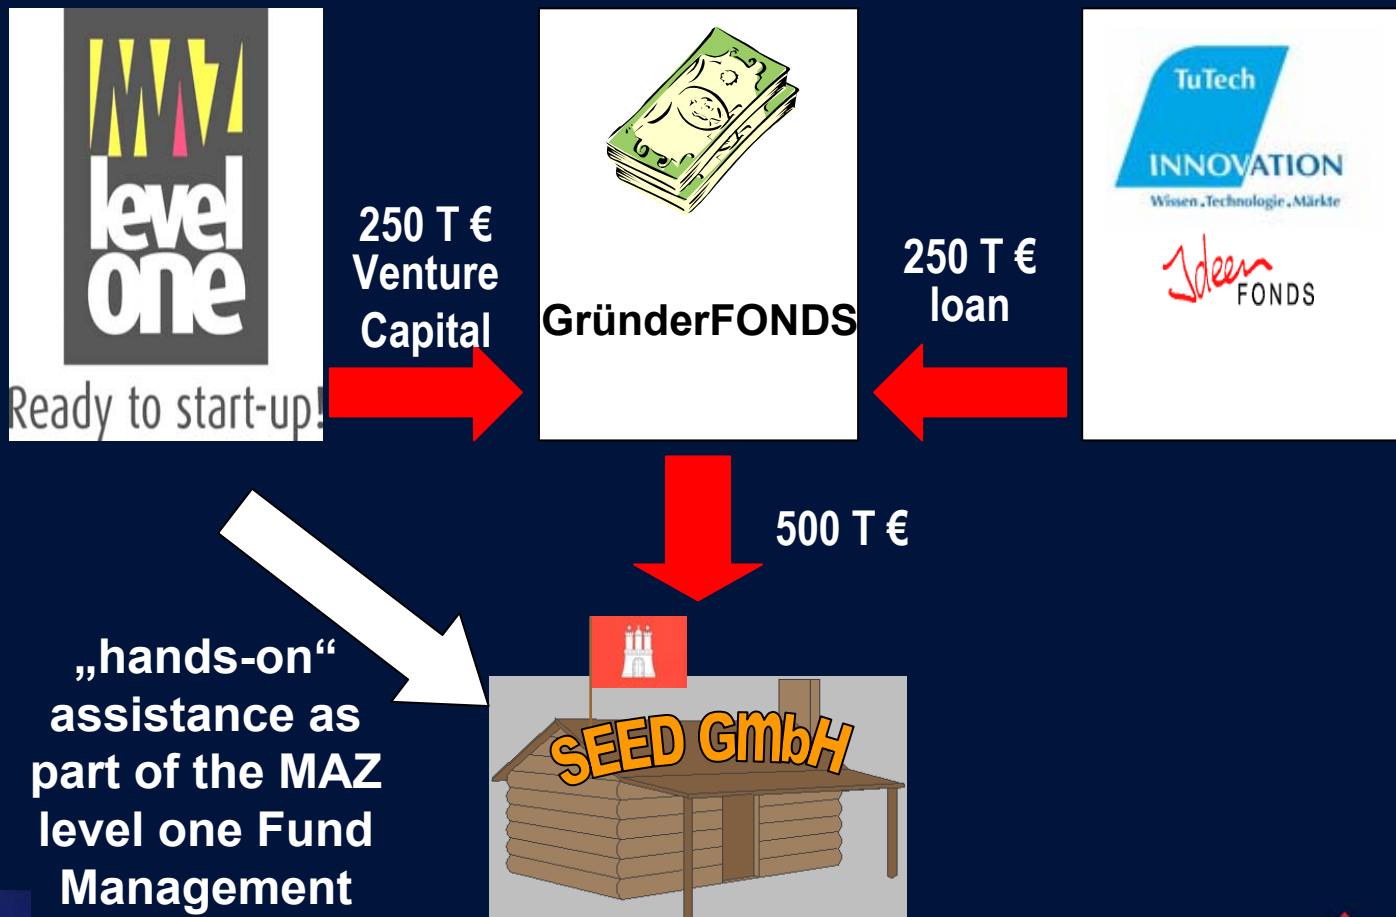 MAZ
level
one
Ready to start-up!
250 T €
Venture
Capital
GründerFONDS
250 T €
loan
TuTech
INNOVATION
Wissen.Technologie.Märkte
Ideen
FONDS
500 T €
„hands-on“
assistance as
part of the MAZ
level one Fund
Management
SEED GmbH